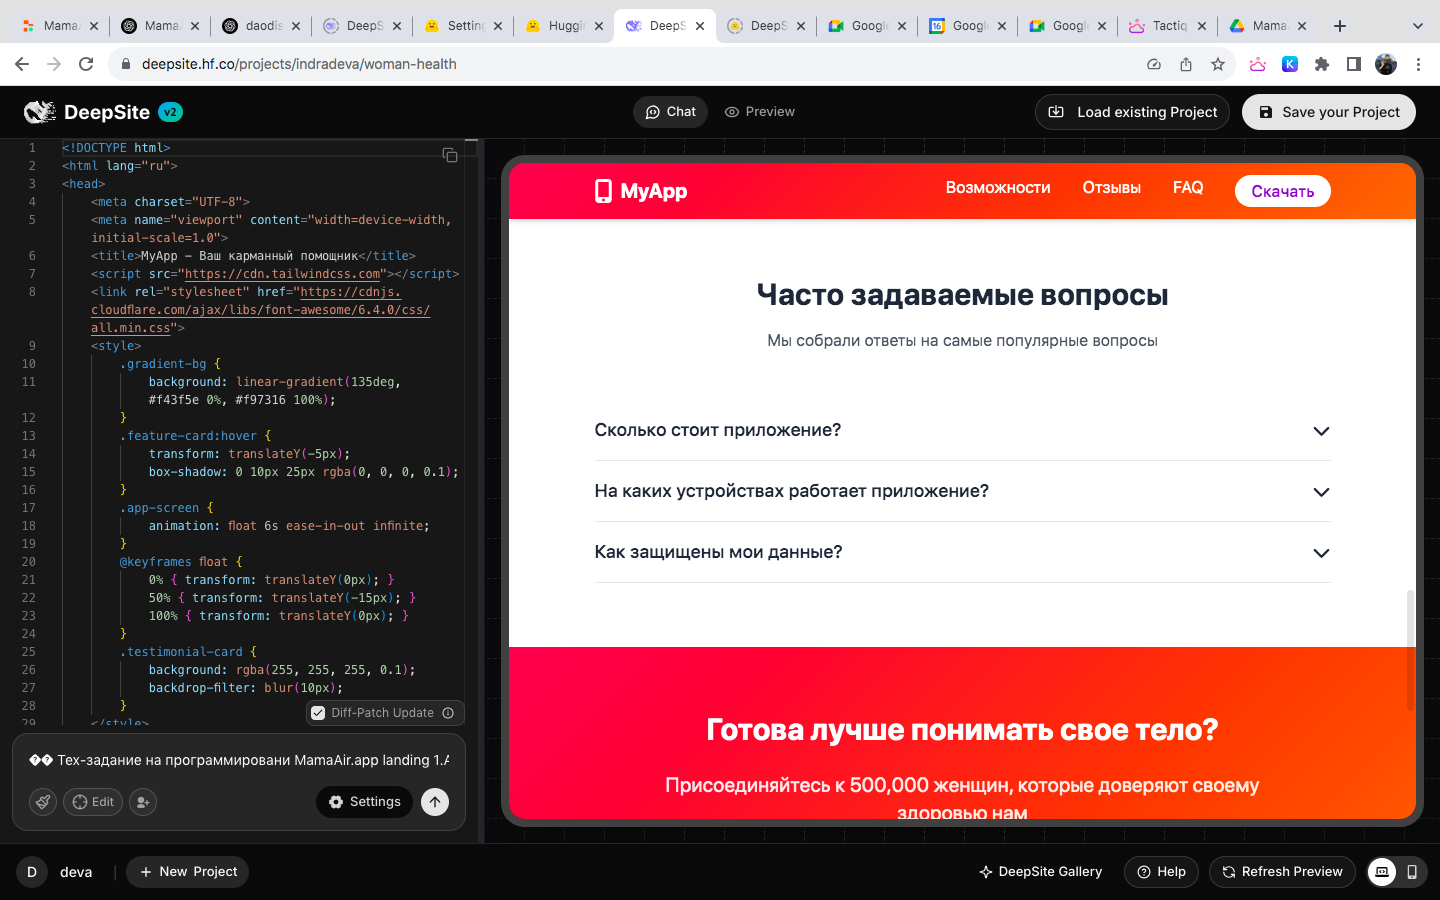 Mama
Mama
daodis
DeepS
Setting
Huggin
DeepS
DeepS
Google
16
Google
Google
Tactiq
Mama
deepsite.hf.co/projects/indradeva/woman-health
K
DeepSite v2
Chat
Preview
Load existing Project
Save your Project
1 <!DOCTYPE html>
2 <html lang="ru">
3 <head>
4 <meta charset="UTF-8">
5 <meta name="viewport" content="width=device-width,
initial-scale=1.0">
6 <title>MyApp - Ваш карманный помощник</title>
7 <script src="https://cdn.tailwindcss.com"></script>
8 <link rel="stylesheet" href="https://cdnjs.
cloudflare.com/ajax/libs/font-awesome/6.4.0/css/
all.min.css">
9 <style>
10 .gradient-bg {
11 background: linear-gradient(135deg,
#f43f5e 0%, #f97316 100%);
12 }
13 .feature-card:hover {
14 transform: translateY(-5px);
15 box-shadow: 0 10px 25px rgba(0, 0, 0, 0.1);
16 }
17 .app-screen {
18 animation: float 6s ease-in-out infinite;
19 }
20 @keyframes float {
21 0% { transform: translateY(0px); }
22 50% { transform: translateY(-15px); }
23 100% { transform: translateY(0px); }
24 }
25 .testimonial-card {
26 background: rgba(255, 255, 255, 0.1);
27 backdrop-filter: blur(10px);
28 }
29 </style>
Diff-Patch Update
�� Тех-задание на программировани MamaAir.app landing 1.A
Edit
Settings
MyApp
Возможности
Отзывы
FAQ
Скачать
Часто задаваемые вопросы
Мы собрали ответы на самые популярные вопросы
Сколько стоит приложение?
На каких устройствах работает приложение?
Как защищены мои данные?
Готова лучше понимать свое тело?
Присоединяйтесь к 500,000 женщин, которые доверяют своему
здоровью нам
D deva
+ New Project
DeepSite Gallery
Help
Refresh Preview